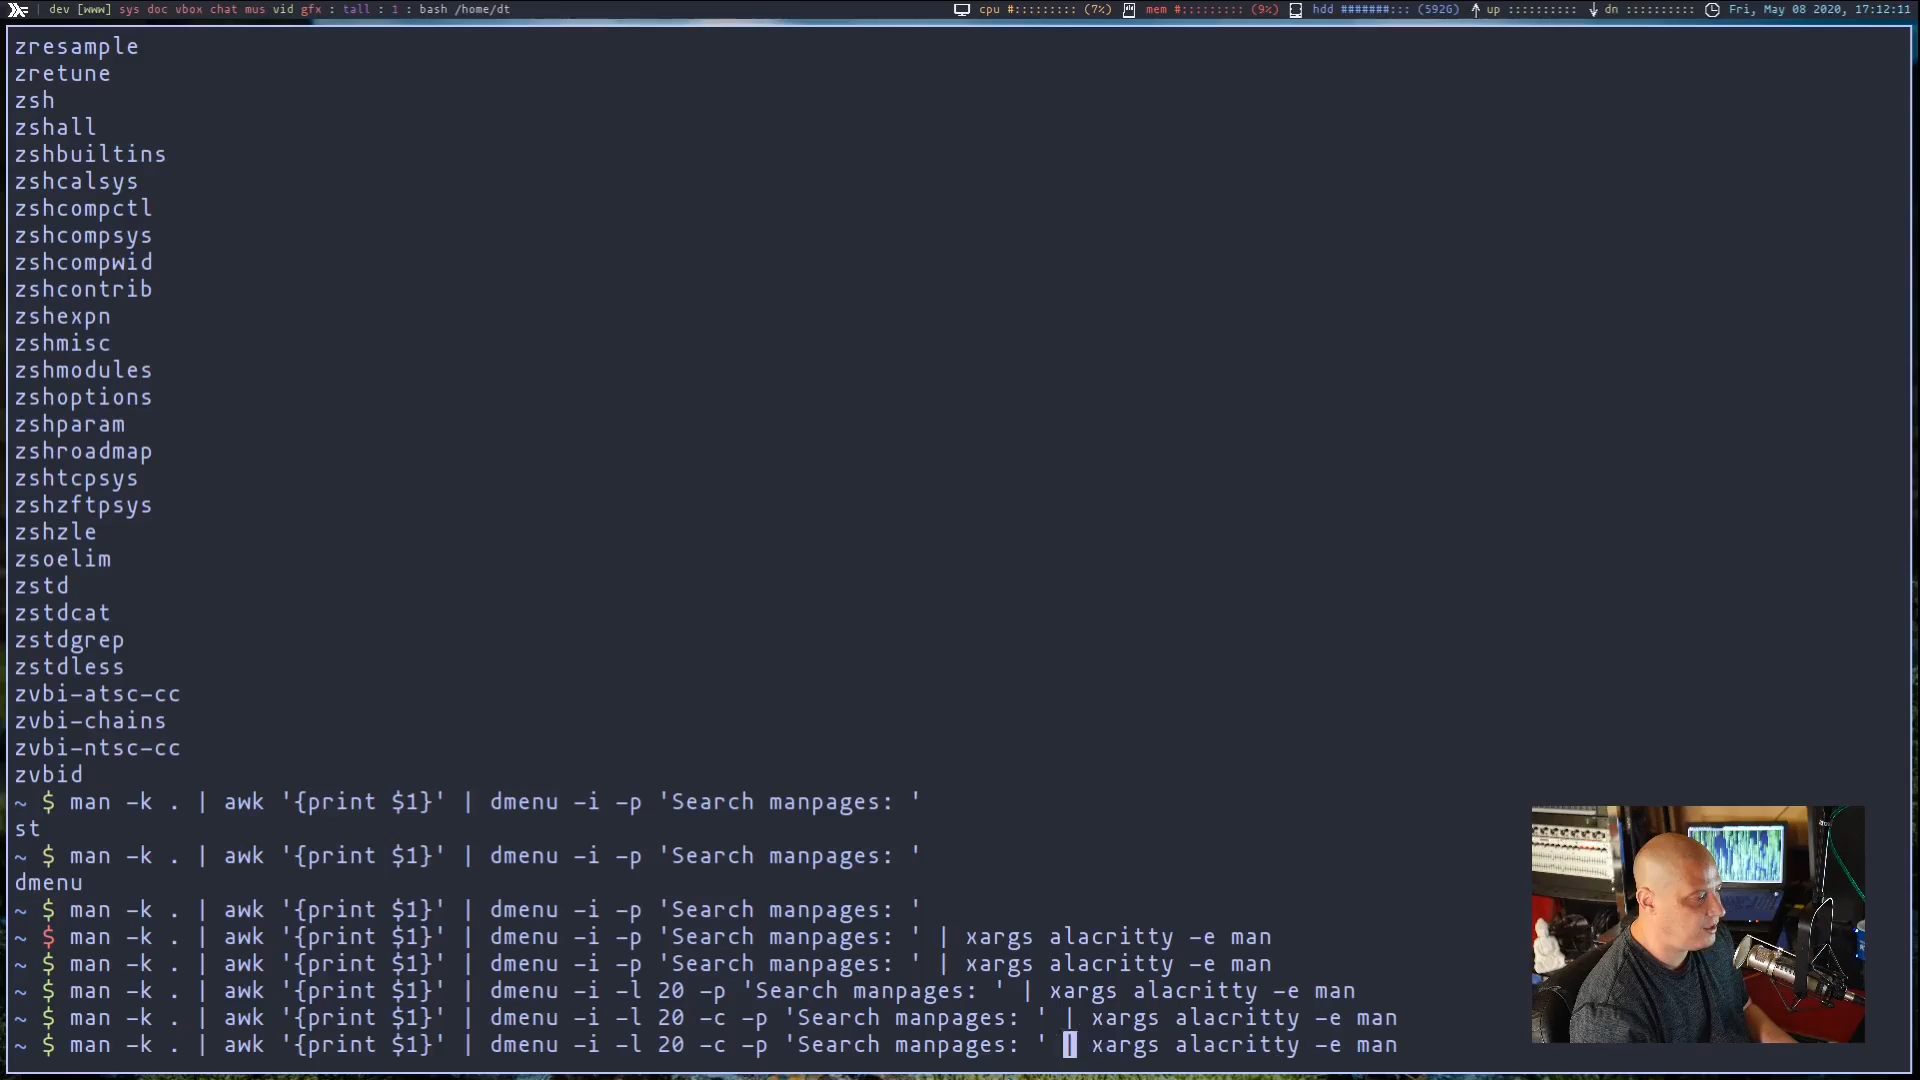 dev [www] sys doc vbox chat mus vid gfx : tall : 1 : bash /home/dt
cpu #::::::::: (7%) mem #::::::::: (9%) hdd #######::: (592G) up :::::::::: dn :::::::::: Fri, May 08 2020, 17:12:11
zresample
zretune
zsh
zshall
zshbuiltins
zshcalsys
zshcompctl
zshcompsys
zshcompwid
zshcontrib
zshexpn
zshmisc
zshmodules
zshoptions
zshparam
zshroadmap
zshtcpsys
zshzftpsys
zshzle
zsoelim
zstd
zstdcat
zstdgrep
zstdless
zvbi-atsc-cc
zvbi-chains
zvbi-ntsc-cc
zvbid
~ $ man -k . | awk '{print $1}' | dmenu -i -p 'Search manpages: '
st
~ $ man -k . | awk '{print $1}' | dmenu -i -p 'Search manpages: '
dmenu
~ $ man -k . | awk '{print $1}' | dmenu -i -p 'Search manpages: '
~ $ man -k . | awk '{print $1}' | dmenu -i -p 'Search manpages: ' | xargs alacritty -e man
~ $ man -k . | awk '{print $1}' | dmenu -i -p 'Search manpages: ' | xargs alacritty -e man
~ $ man -k . | awk '{print $1}' | dmenu -i -l 20 -p 'Search manpages: ' | xargs alacritty -e man
~ $ man -k . | awk '{print $1}' | dmenu -i -l 20 -c -p 'Search manpages: ' | xargs alacritty -e man
~ $ man -k . | awk '{print $1}' | dmenu -i -l 20 -c -p 'Search manpages: ' | xargs alacritty -e man